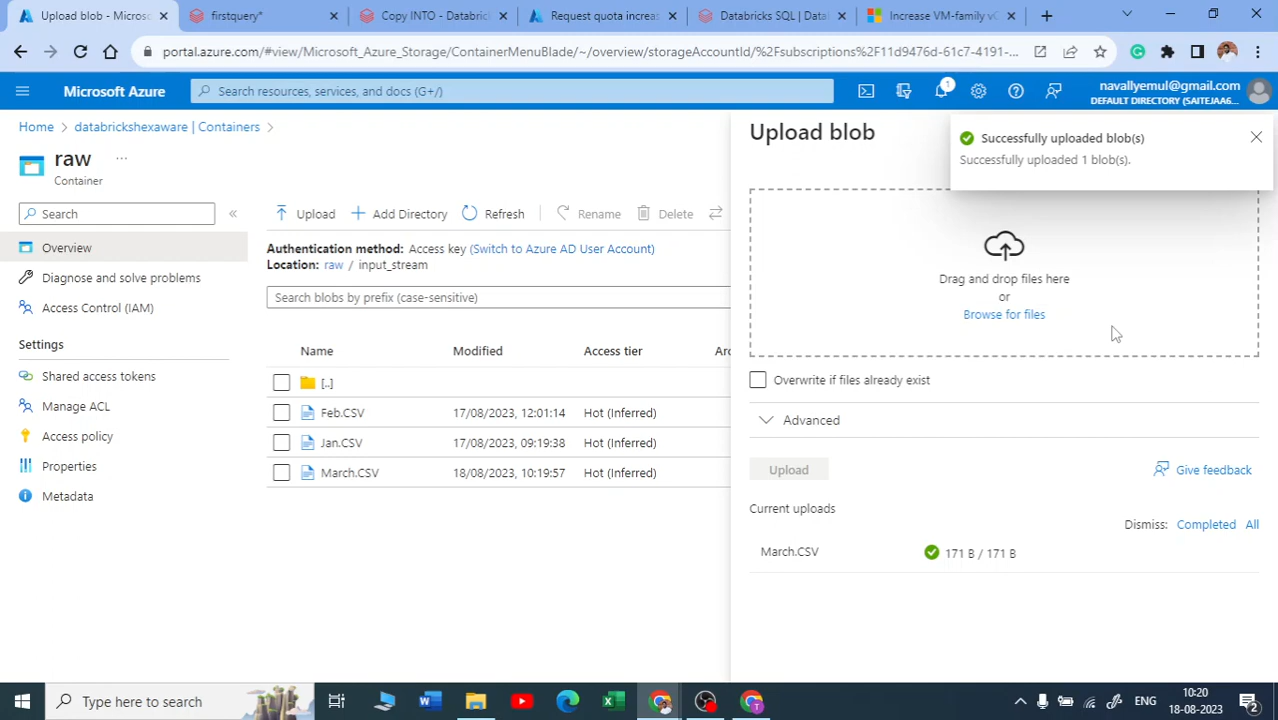 Upload blob - Micros
firstquery*
Copy INTO - Databrick
Request quota increas
Databricks SQL | Data
Increase VM-family vC
portal.azure.com/#view/Microsoft_Azure_Storage/ContainerMenuBlade/~/overview/storageAccountId/%2Fsubscriptions%2F11d9476d-61c7-4191-...
Microsoft Azure
Search resources, services, and docs (G+/)
1
navallyemul@gmail.com
DEFAULT DIRECTORY (SAITEJAA6...
Home > databrickshexaware | Containers >
raw ...
Container
Search
Overview
Diagnose and solve problems
Access Control (IAM)
Settings
Shared access tokens
Manage ACL
Access policy
Properties
Metadata
Upload Add Directory Refresh Rename Delete
Authentication method: Access key (Switch to Azure AD User Account)
Location: raw / input_stream
Search blobs by prefix (case-sensitive)
Name Modified Access tier Arc
[..]
Feb.CSV 17/08/2023, 12:01:14 Hot (Inferred)
Jan.CSV 17/08/2023, 09:19:38 Hot (Inferred)
March.CSV 18/08/2023, 10:19:57 Hot (Inferred)
Upload blob
Successfully uploaded blob(s)
Successfully uploaded 1 blob(s).
Drag and drop files here
or
Browse for files
Overwrite if files already exist
Advanced
Upload
Give feedback
Current uploads
Dismiss: Completed All
March.CSV 171 B / 171 B
Type here to search
ENG
10:20
18-08-2023
2